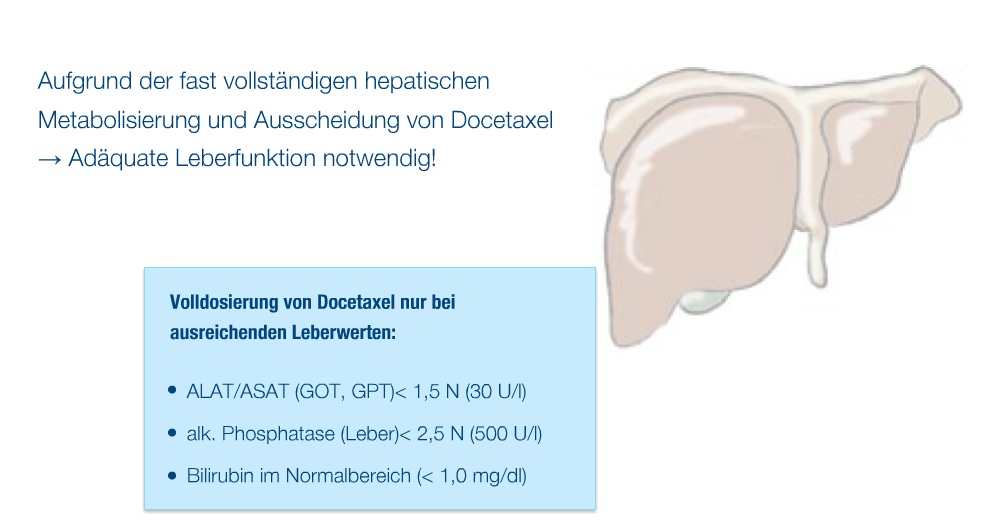 Aufgrund der fast vollständigen hepatischen
Metabolisierung und Ausscheidung von Docetaxel
→ Adäquate Leberfunktion notwendig!
Volldosierung von Docetaxel nur bei
ausreichenden Leberwerten:
• ALAT/ASAT (GOT, GPT)< 1,5 N (30 U/l)
• alk. Phosphatase (Leber)< 2,5 N (500 U/l)
• Bilirubin im Normalbereich (< 1,0 mg/dl)